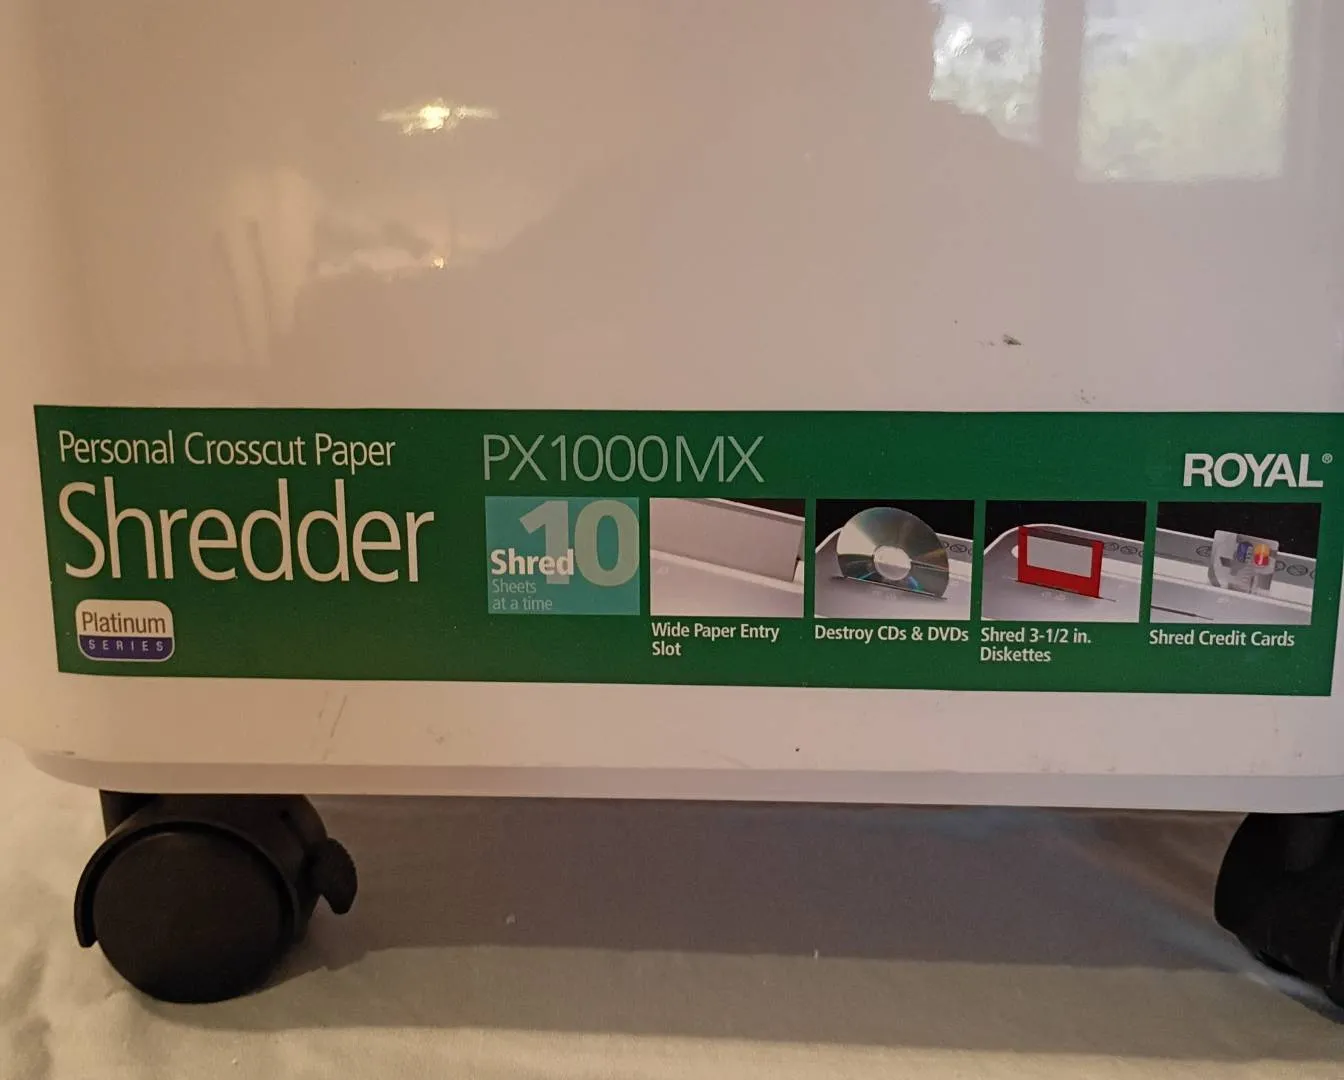 Personal Crosscut Paper
Shredder
Platinum
SERIES
PX1000MX
ROYAL®
10
Shred
Sheets
at a time
Wide Paper Entry
Slot
Destroy CDs & DVDs
Shred 3-1/2 in.
Diskettes
Shred Credit Cards